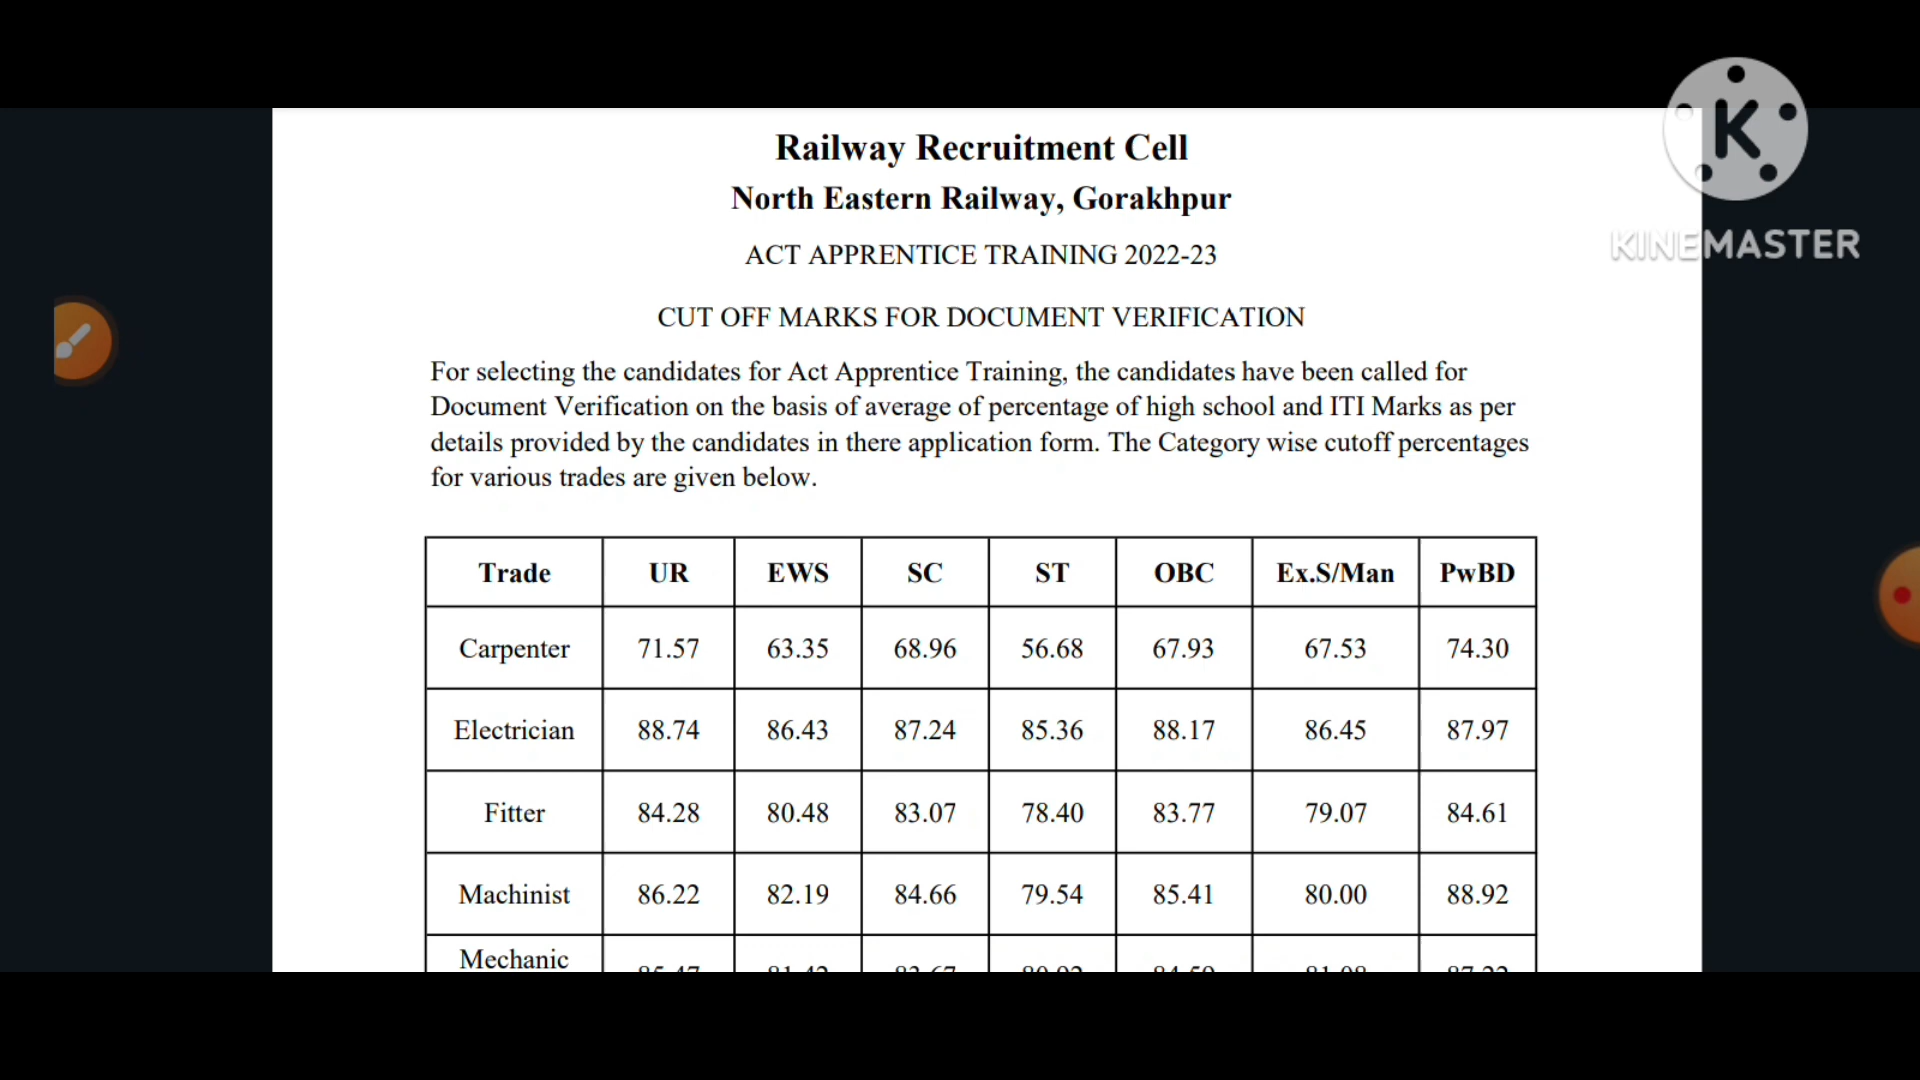 Railway Recruitment Cell
North Eastern Railway, Gorakhpur
ACT APPRENTICE TRAINING 2022-23
CUT OFF MARKS FOR DOCUMENT VERIFICATION
For selecting the candidates for Act Apprentice Training, the candidates have been called for
Document Verification on the basis of average of percentage of high school and ITI Marks as per
details provided by the candidates in there application form. The Category wise cutoff percentages
for various trades are given below.
Trade UR EWS SC ST OBC Ex.S/Man PwBD
Carpenter 71.57 63.35 68.96 56.68 67.93 67.53 74.30
Electrician 88.74 86.43 87.24 85.36 88.17 86.45 87.97
Fitter 84.28 80.48 83.07 78.40 83.77 79.07 84.61
Machinist 86.22 82.19 84.66 79.54 85.41 80.00 88.92
Mechanic
K
KINEMASTER